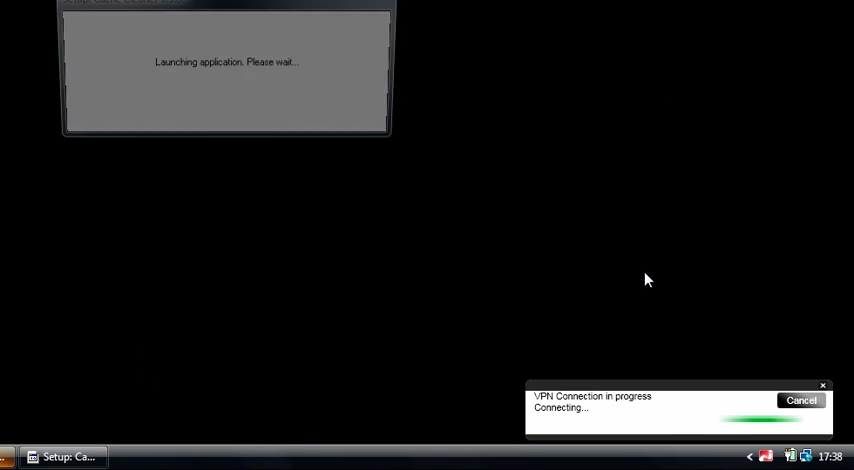 Launching application. Please wait...
VPN Connection in progress
Connecting...
Cancel
Setup: Ca...
17:38